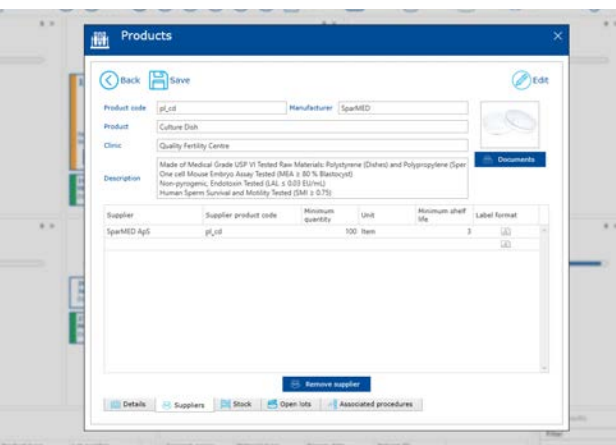 Products
Back Save Edit
Product code pl_cd Manufacturer SparMED
Product Culture Dish
Clinic Quality Fertility Centre
Documents
Description
Made of Medical Grade USP VI Tested Raw Materials: Polystyrene (Dishes) and Polypropylene (Sper
One cell Mouse Embryo Assay Tested (MEA ≥ 80 % Blastocyst)
Non-pyrogenic, Endotoxin Tested (LAL ≤ 0.03 EU/mL)
Human Sperm Survival and Motility Tested (SMI ≥ 0.75)
Supplier Supplier product code Minimum quantity Unit Minimum shelf life Label format
SparMED ApS pl_cd 100 Item 3
Remove supplier
Details Suppliers Stock Open lots Associated procedures